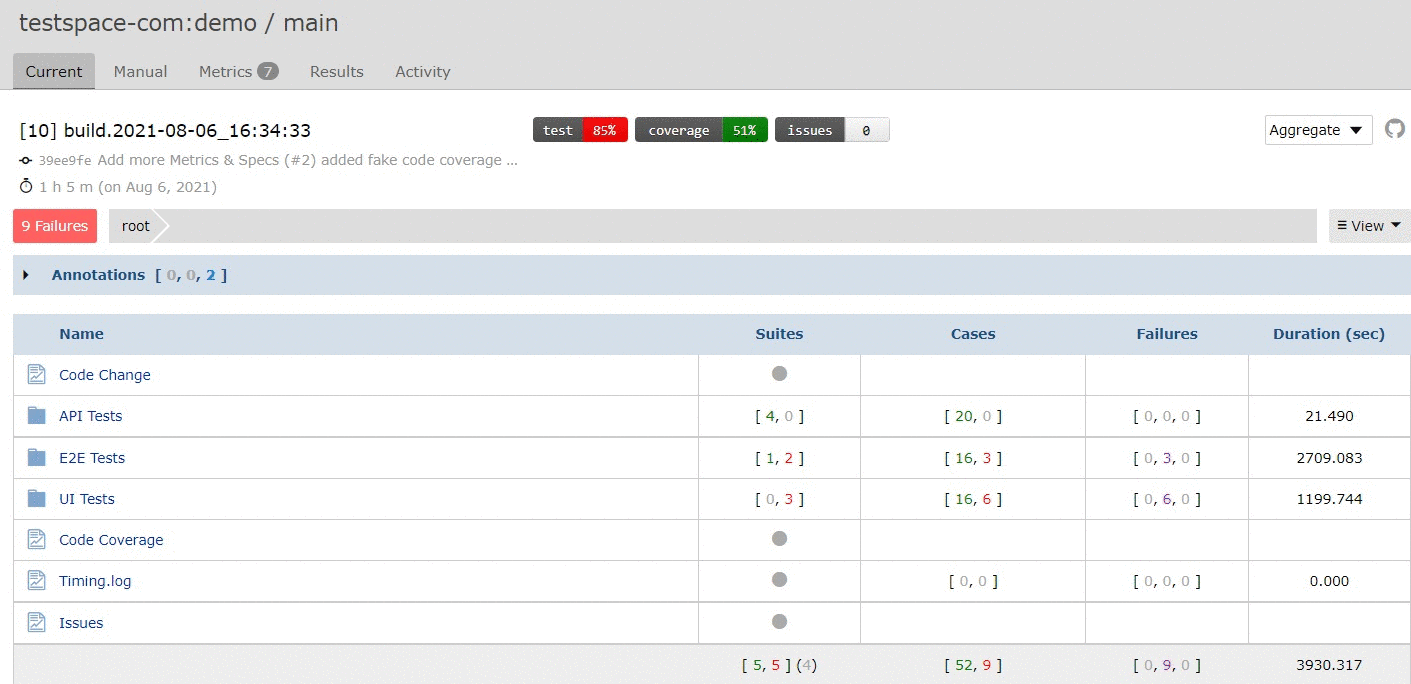 testspace-com:demo / main
Current Metrics 7 Manual Results Activity
[10] build.2021-08-06_16:34:33 test 85% coverage 51% issues 0 Aggregate
39ee9fe Add more Metrics & Specs (#2) added fake code coverage ...
1 h 5 m (on Aug 6, 2021)
9 Failures root View
Annotations [ 0, 0, 2 ]
Name Suites Cases Failures Duration (sec)
Code Change
API Tests [ 4, 0 ] [ 20, 0 ] [ 0, 0, 0 ] 21.490
E2E Tests [ 1, 2 ] [ 16, 3 ] [ 0, 3, 0 ] 2709.083
UI Tests [ 0, 3 ] [ 16, 6 ] [ 0, 6, 0 ] 1199.744
Code Coverage
Timing.log [ 0, 0 ] [ 0, 0, 0 ] 0.000
Issues
[ 5, 5 ] (4) [ 52, 9 ] [ 0, 9, 0 ] 3930.317